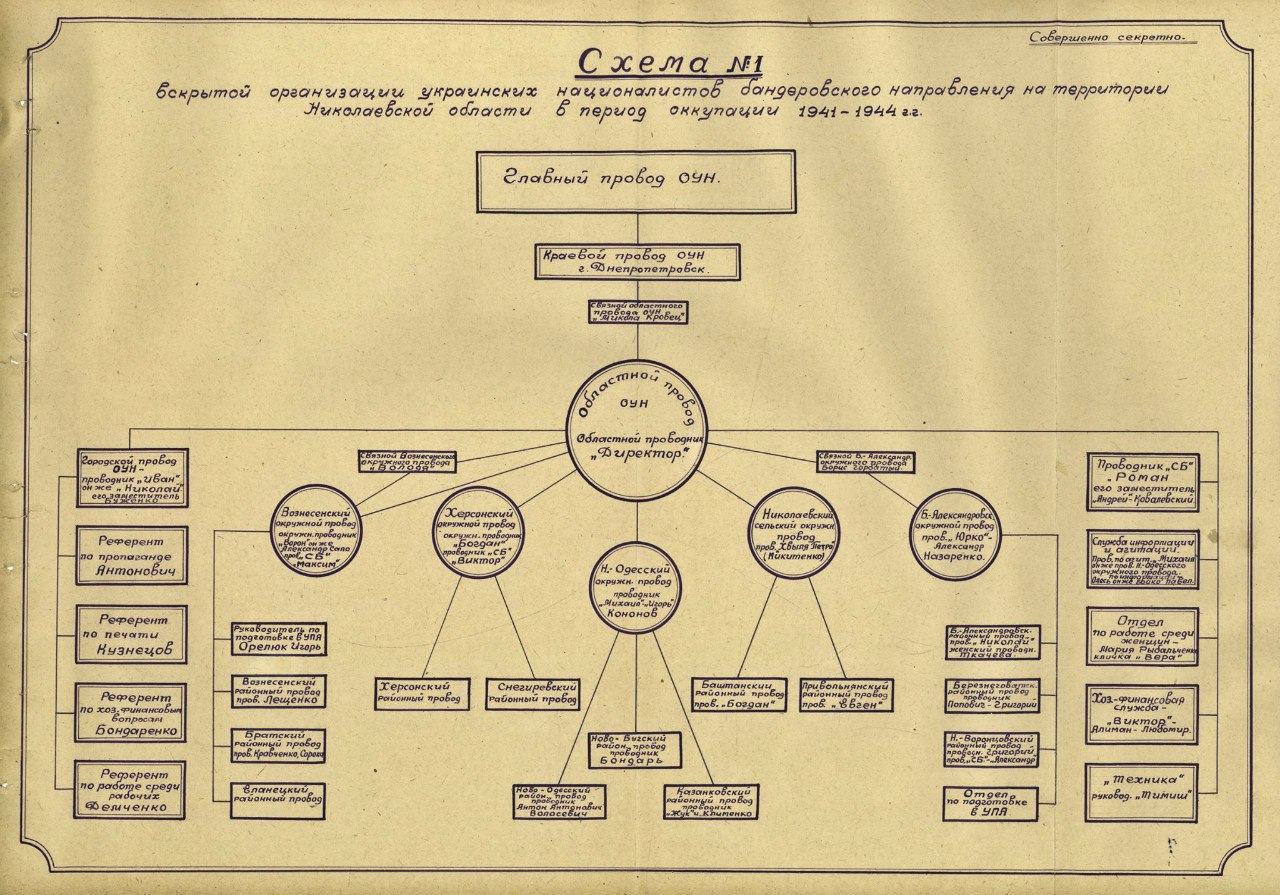 Совершенно секретно.
Схема №1
вскрытой организации украинских националистов бандеровского направления на территории
Николаевской области в период оккупации 1941-1944 г.г.
Главный провод ОУН.
Краевой провод ОУН
г. Днепропетровск.
Связной областного
провода ОУН
"Микола Кровец"
Областной провод
ОУН
Областной проводник
"Директор."
Связной Вознесенск.
окружного провода
"Володя"
Связной Б.-Александр.
окружного провода
Борис Горбатый.
Городской провод
ОУН-
проводник "Иван"
он же "Николай"
его заместитель
Буженко
Референт
по пропаганде
Антонович
Референт
по печати
Кузнецов
Референт
по хоз. финансовым
вопросам
Бондаренко
Референт
по работе среди
рабочих
Демченко
Вознесенский
окружной провод
окружн. проводник
"Ворон" он же
Александр Сало
пров. "СБ"
"Максим"
Херсонский
окружной провод
окружн. проводник
"Богдан"
проводник "СБ"
"Виктор"
Н.-Одесский
окружн. провод
проводник
"Михаил"-"Игорь"
Кононов
Николаевский
сельский окружн.
провод
пров. Хвыля "Петро"
(Никитенко)
Б.-Александровск.
окружной провод
пров. "Юрко"-
Александр
Назаренко.
Руководитель по
подготовке в УПА
Орелюк Игорь
Вознесенский
районный провод
пров. Лещенко
Братский
районный провод
пров. Кравченко, Сорока
Еланецкий
районный провод
Херсонский
районный провод
Снегиревский
районный провод
Ново-Бугский
район. провод
проводник
Бондарь
Ново-Одесский
район. провод
проводник
Антон Антонович
Волосевич
Казанковский
районный провод
проводник
"Жук" и Клименко
Баштанский
районный провод
пров. "Богдан"
Привольнянский
районный провод
пров. "Евген"
Б.-Александровск.
районный провод
пров. "Николай"
женский проводн.
Ткачева.
Березнеговатск.
районный провод
проводник
Попович-Григорий
Н.-Воронцовский
районный провод
Григорий
пров. "СБ"-Александр
Отдел
по подготовке
в УПА
Проводник "СБ"
"Роман
его заместитель
"Андрей"-Ковалевский.
Служба информации
и агитации.
Пров. по агит. "Михаил"
он же пров. Н.-Одесского
окружного провода.
по информации
он же Бойко Павел.
Отдел
по работе среди
женщин-
Мария Рыбальченко
кличка "Вера"
Хоз.-финансовая
служба-
"Виктор"-
Алиман-Любомир.
"Техника"
руковод. "Тимиш"